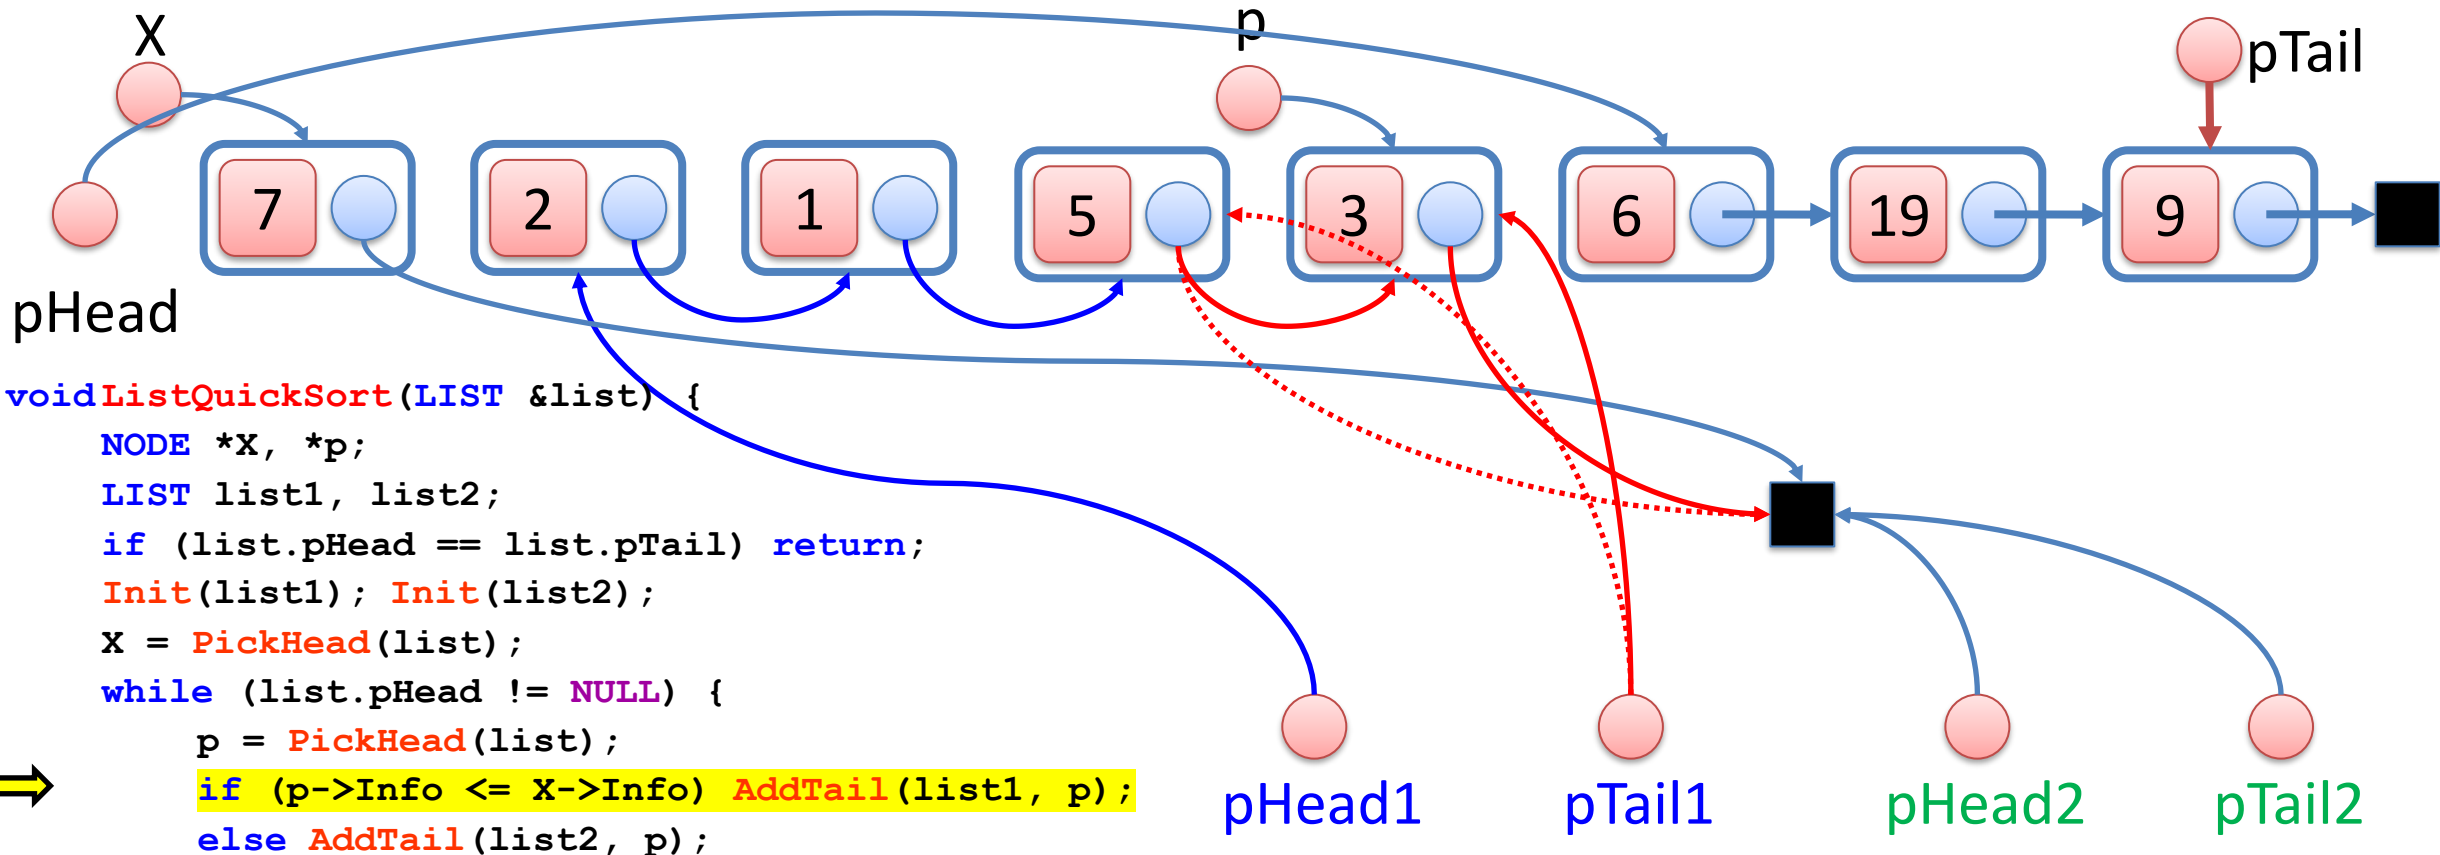 X
p
pTail
7 2 1 5 3 6 19 9
pHead
void ListQuickSort(LIST &list) {
NODE *X, *p;
LIST list1, list2;
if (list.pHead == list.pTail) return;
Init(list1); Init(list2);
X = PickHead(list);
while (list.pHead != NULL) {
p = PickHead(list);
if (p->Info <= X->Info) AddTail(list1, p);
else AddTail(list2, p);
pHead1 pTail1 pHead2 pTail2